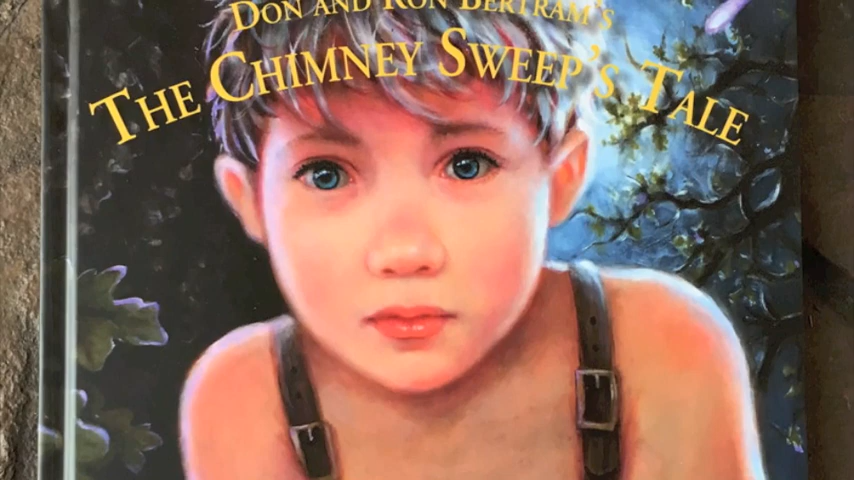 DON AND RON BERTRAM'S
THE CHIMNEY SWEEP'S TALE